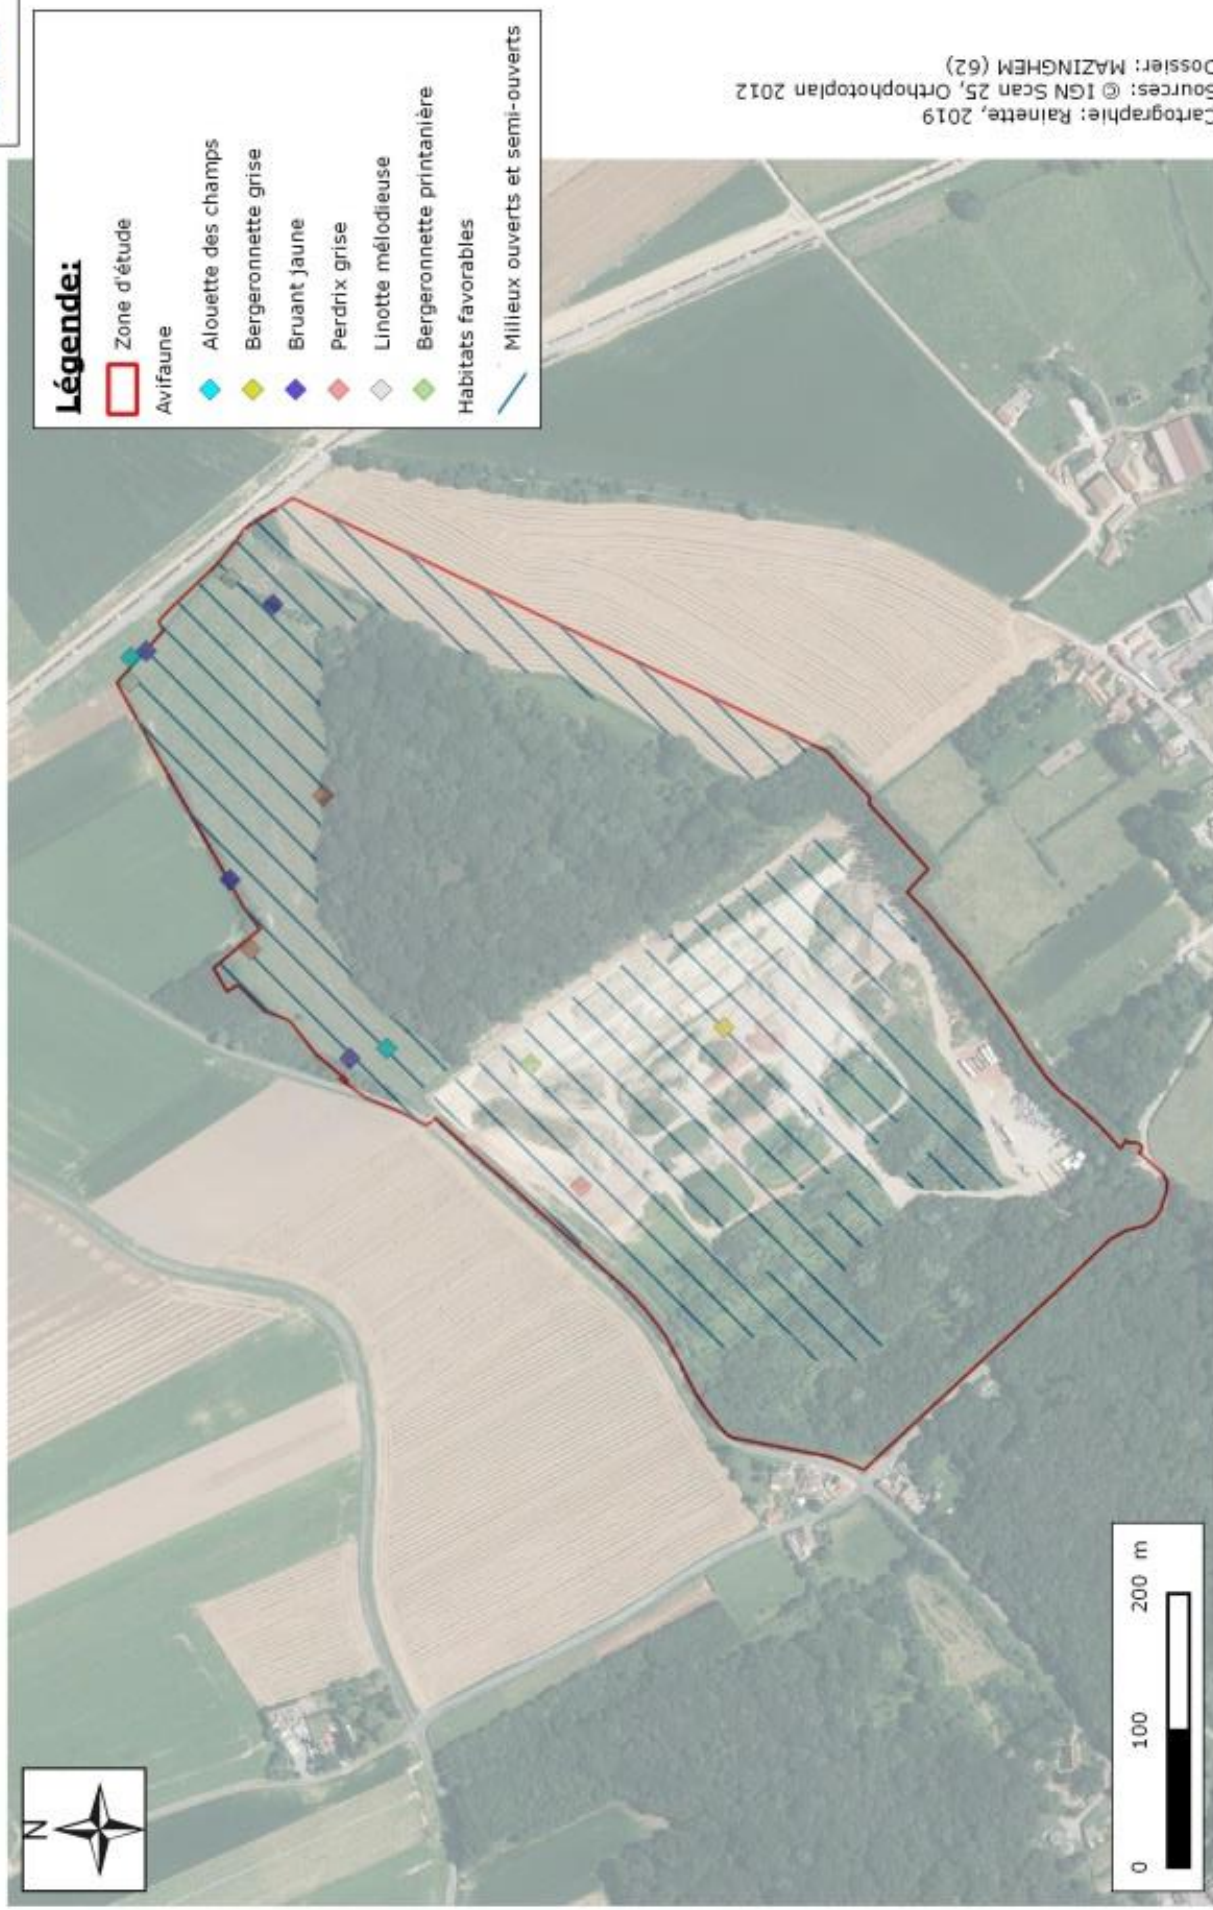 Légende:
Zone d'étude
Avifaune
Alouette des champs
Bergeronnette grise
Bruant jaune
Perdrix grise
Linotte mélodieuse
Bergeronnette printanière
Habitats favorables
Milieux ouverts et semi-ouverts
N
0 100 200 m
Cartographie: Rainette, 2019
Sources: © IGN Scan 25, Orthophotoplan 2012
Dossier: MAZINGHEM (62)